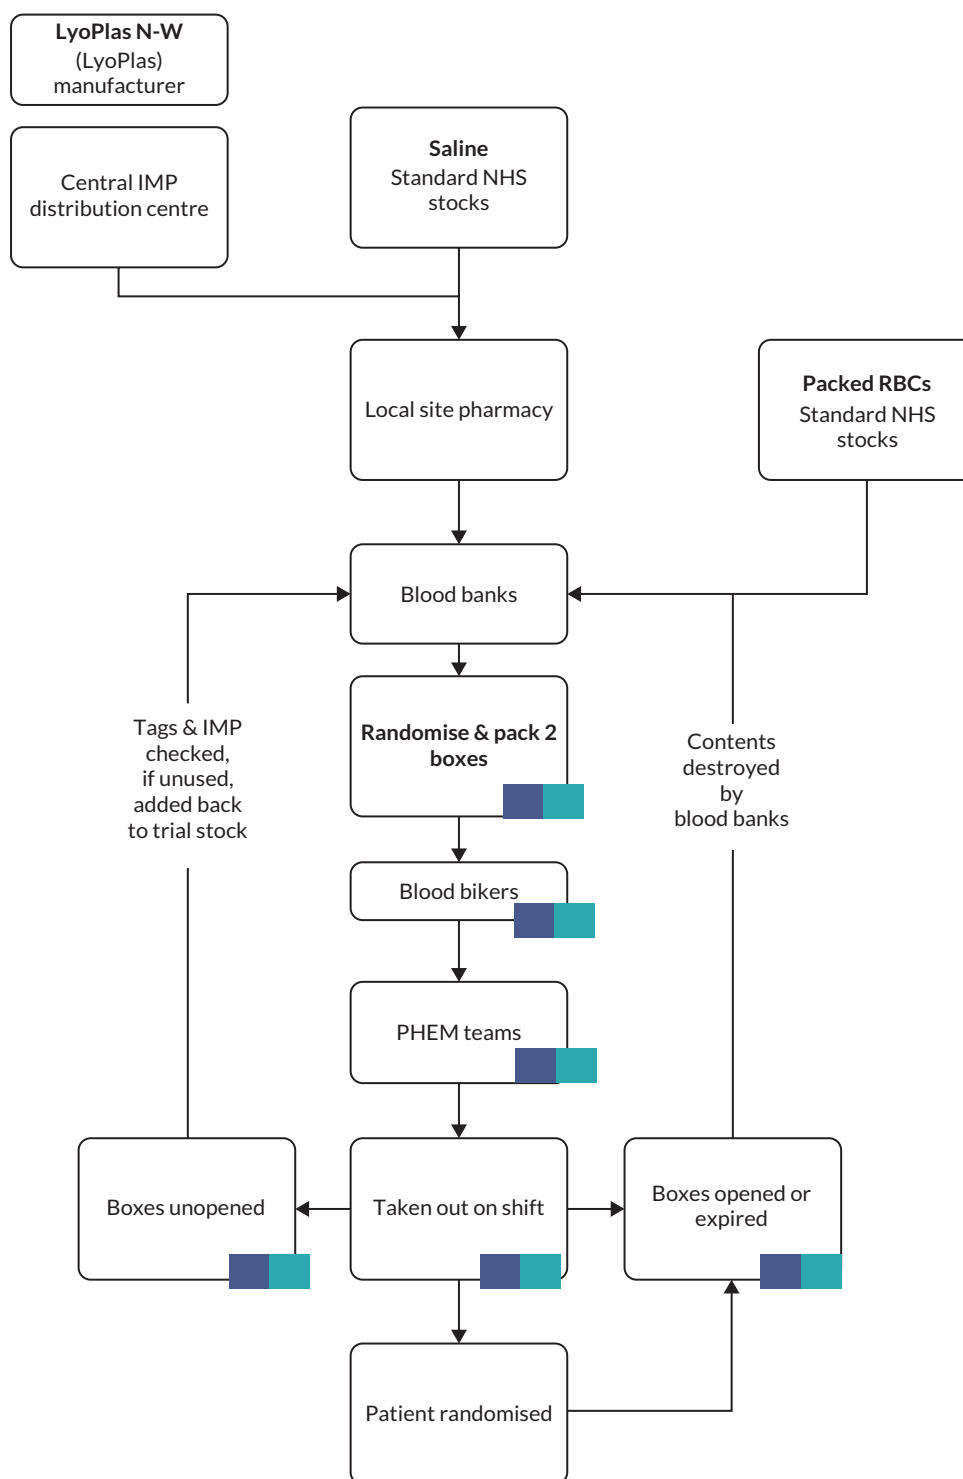 LyoPlas N-W
(LyoPlas)
manufacturer
Central IMP
distribution centre
Saline
Standard NHS
stocks
Local site pharmacy
Packed RBCs
Standard NHS
stocks
Blood banks
Tags & IMP
checked,
if unused,
added back
to trial stock
Randomise & pack 2
boxes
Contents
destroyed
by
blood banks
Blood bikers
PHEM teams
Boxes unopened
Taken out on shift
Boxes opened or
expired
Patient randomised